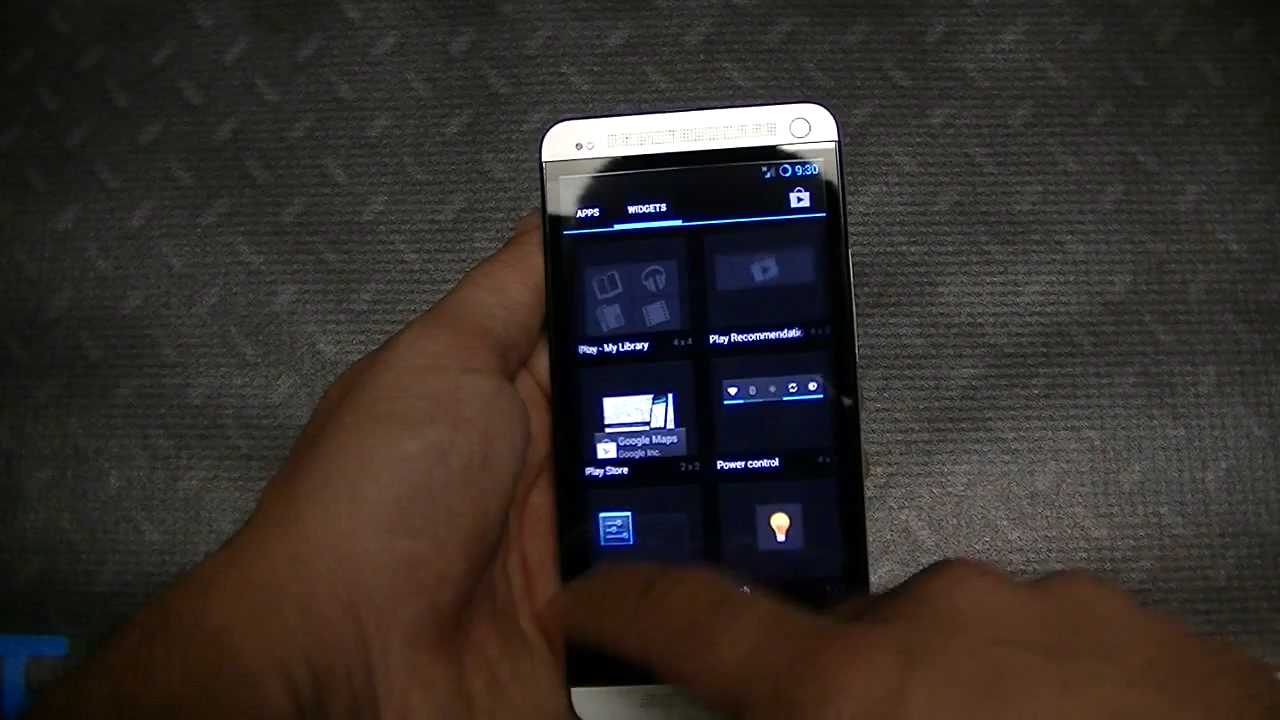 9:30
APPS WIDGETS
Play - My Library 4 x 4
Play Recommendatic
Google Maps
Google Inc.
Play Store 2 x 2
Power control